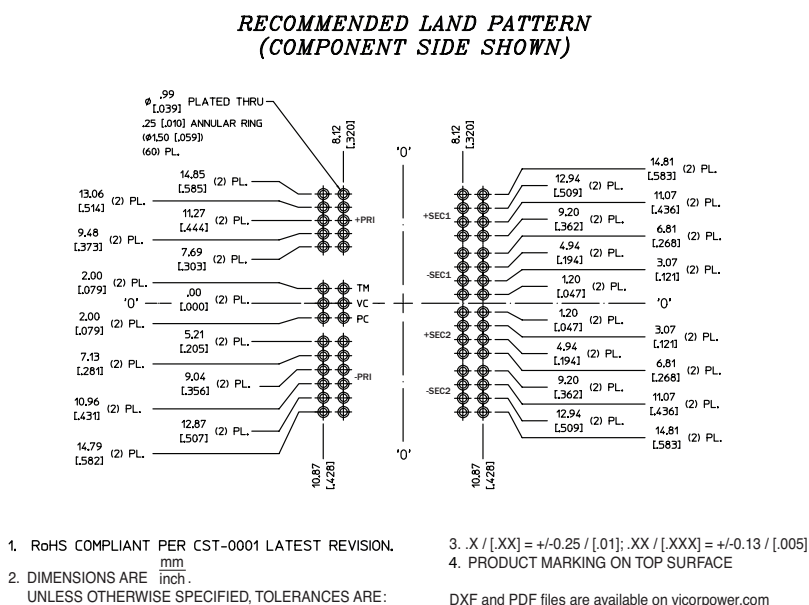 RECOMMENDED LAND PATTERN
(COMPONENT SIDE SHOWN)
ø .99 [.039] PLATED THRU
.25 [.010] ANNULAR RING
(ø1.50 [.059])
(60) PL.
8.12 [.320]
'0'
8.12 [.320]
14.85 [.585] (2) PL.
13.06 [.514] (2) PL.
11.27 [.444] (2) PL.
9.48 [.373] (2) PL.
7.69 [.303] (2) PL.
2.00 [.079] (2) PL.
'0'
.00 [.000] (2) PL.
2.00 [.079] (2) PL.
5.21 [.205] (2) PL.
7.13 [.281] (2) PL.
9.04 [.356] (2) PL.
10.96 [.431] (2) PL.
12.87 [.507] (2) PL.
14.79 [.582] (2) PL.
+PRI
TM
VC
PC
-PRI
10.87 [.428]
'0'
+SEC1
-SEC1
+SEC2
-SEC2
14.81 [.583] (2) PL.
12.94 [.509] (2) PL.
11.07 [.436] (2) PL.
9.20 [.362] (2) PL.
6.81 [.268] (2) PL.
4.94 [.194] (2) PL.
3.07 [.121] (2) PL.
1.20 [.047] (2) PL.
'0'
1.20 [.047] (2) PL.
3.07 [.121] (2) PL.
4.94 [.194] (2) PL.
6.81 [.268] (2) PL.
9.20 [.362] (2) PL.
11.07 [.436] (2) PL.
12.94 [.509] (2) PL.
14.81 [.583] (2) PL.
10.87 [.428]
1. RoHS COMPLIANT PER CST-0001 LATEST REVISION.
2. DIMENSIONS ARE mm inch.
UNLESS OTHERWISE SPECIFIED, TOLERANCES ARE:
3. .X / [.XX] = +/-0.25 / [.01]; .XX / [.XXX] = +/-0.13 / [.005]
4. PRODUCT MARKING ON TOP SURFACE
DXF and PDF files are available on vicorpower.com